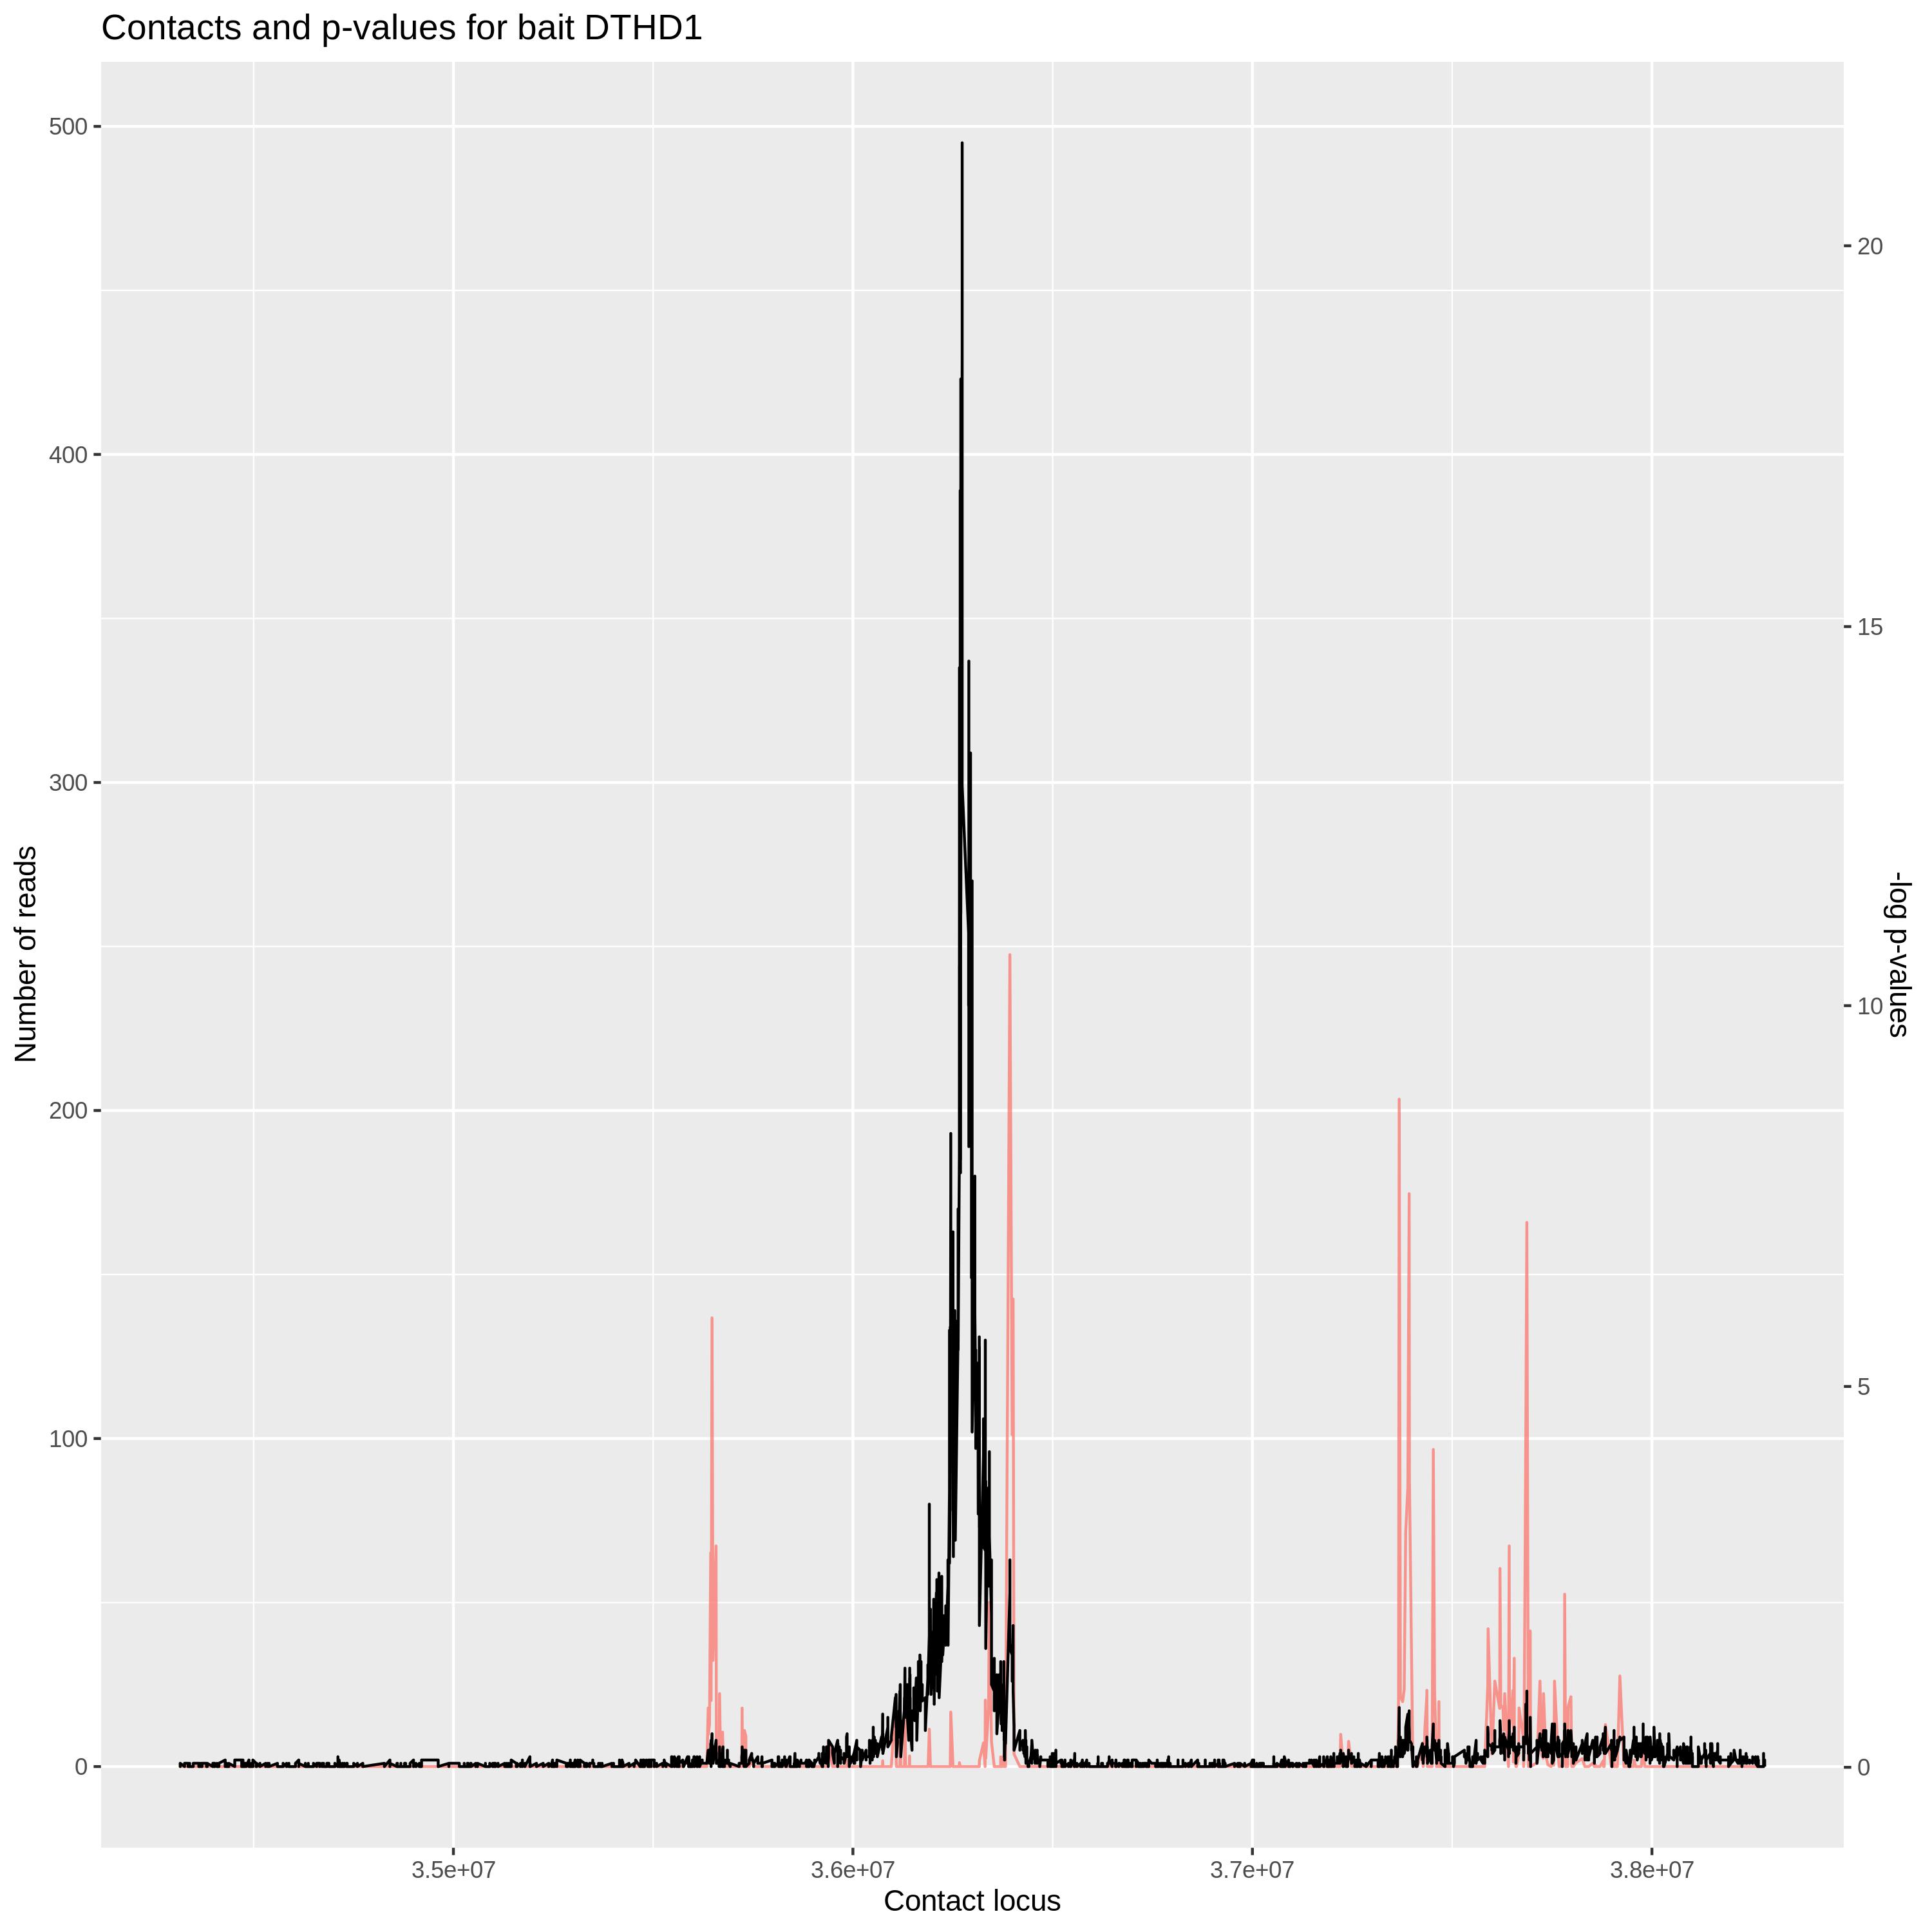 Contacts and p-values for bait DTHD1
500
400
300
200
100
0
Number of reads
20
15
10
5
0
-log p-values
3.5e+07 3.6e+07 3.7e+07 3.8e+07
Contact locus